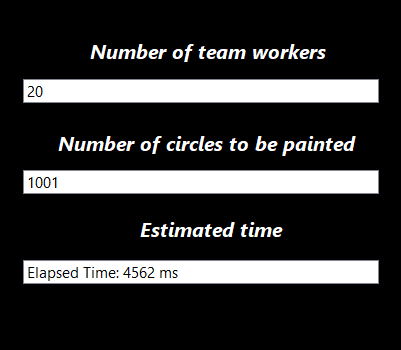 Number of team workers
20
Number of circles to be painted
1001
Estimated time
Elapsed Time: 4562 ms